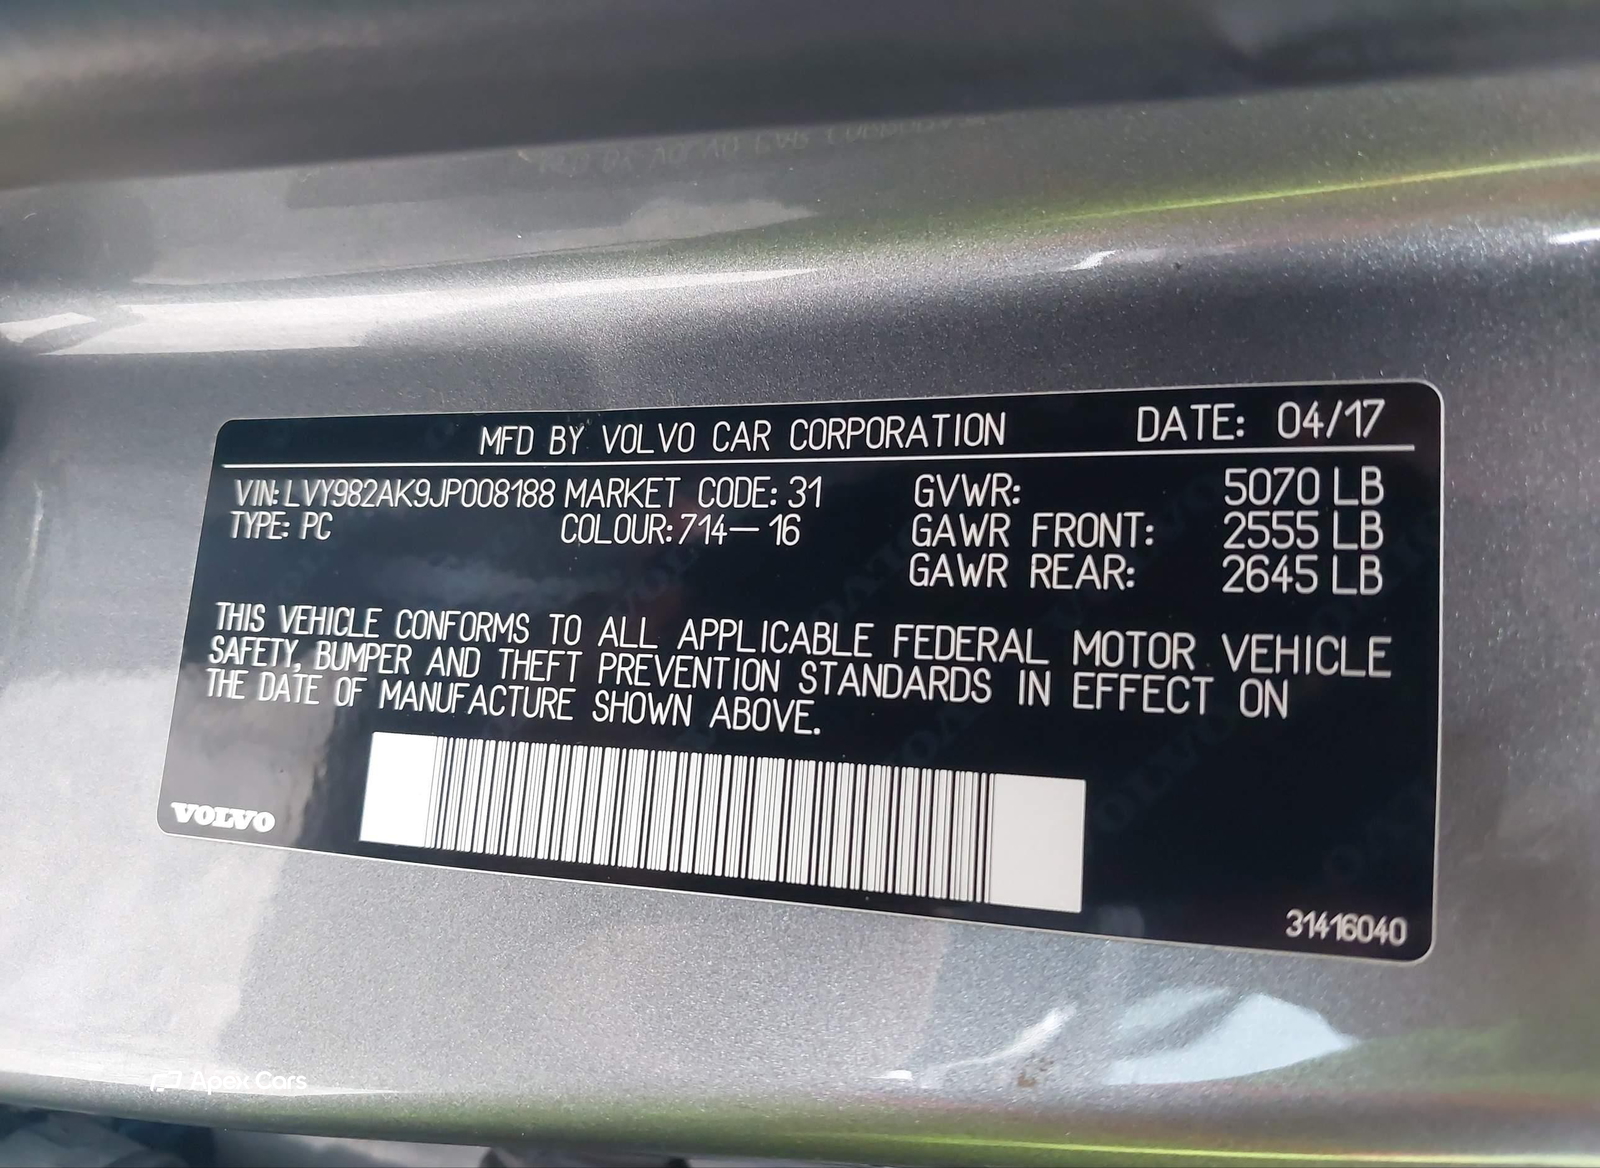 MFD BY VOLVO CAR CORPORATION DATE: 04/17
VIN: LVY982AK9JP008188 MARKET CODE: 31 GVWR: 5070 LB
TYPE: PC COLOUR: 714-16 GAWR FRONT: 2555 LB
GAWR REAR: 2645 LB
THIS VEHICLE CONFORMS TO ALL APPLICABLE FEDERAL MOTOR VEHICLE
SAFETY, BUMPER AND THEFT PREVENTION STANDARDS IN EFFECT ON
THE DATE OF MANUFACTURE SHOWN ABOVE.
VOLVO
31416040
Apex Cars